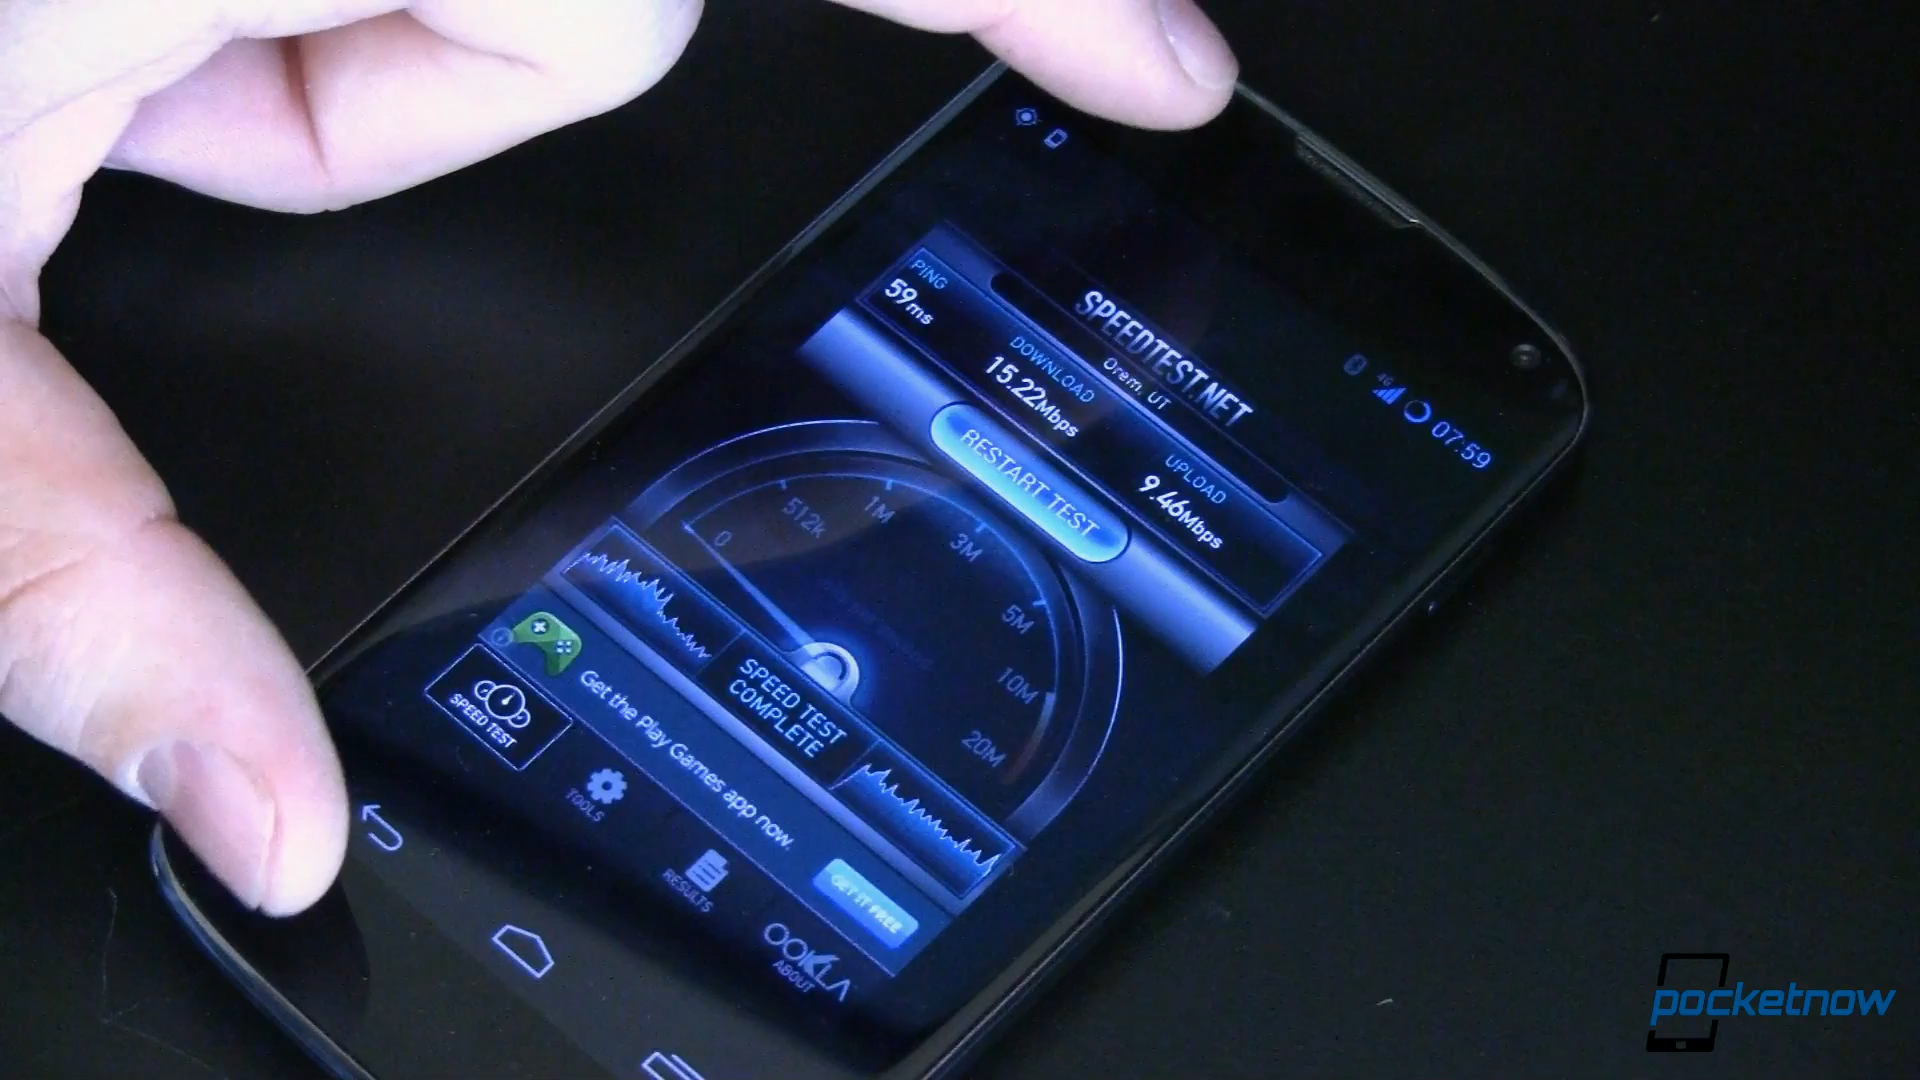 4G
07:59
SPEEDTEST.NET
Orem, UT
PING
59ms
DOWNLOAD
15.22Mbps
UPLOAD
9.46Mbps
RESTART TEST
0
512k
1M
3M
5M
10M
20M
SPEED TEST
COMPLETE
Get the Play Games app now.
GET IT FREE
SPEED TEST
TOOLS
RESULTS
OOKLA
ABOUT
pocketnow